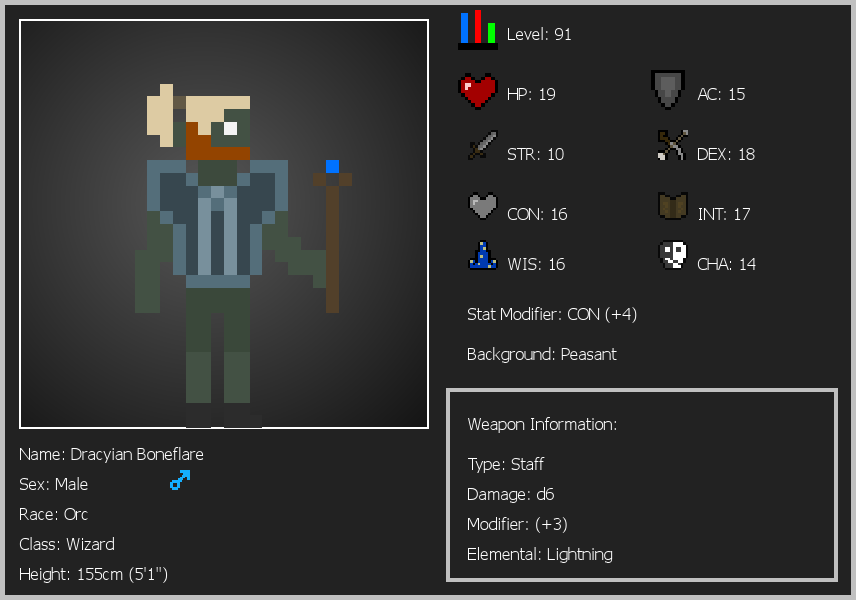 Level: 91
HP: 19
AC: 15
STR: 10
DEX: 18
CON: 16
INT: 17
WIS: 16
CHA: 14
Stat Modifier: CON (+4)
Background: Peasant
Weapon Information:
Type: Staff
Damage: d6
Modifier: (+3)
Elemental: Lightning
Name: Dracyian Boneflare
Sex: Male
Race: Orc
Class: Wizard
Height: 155cm (5'1")